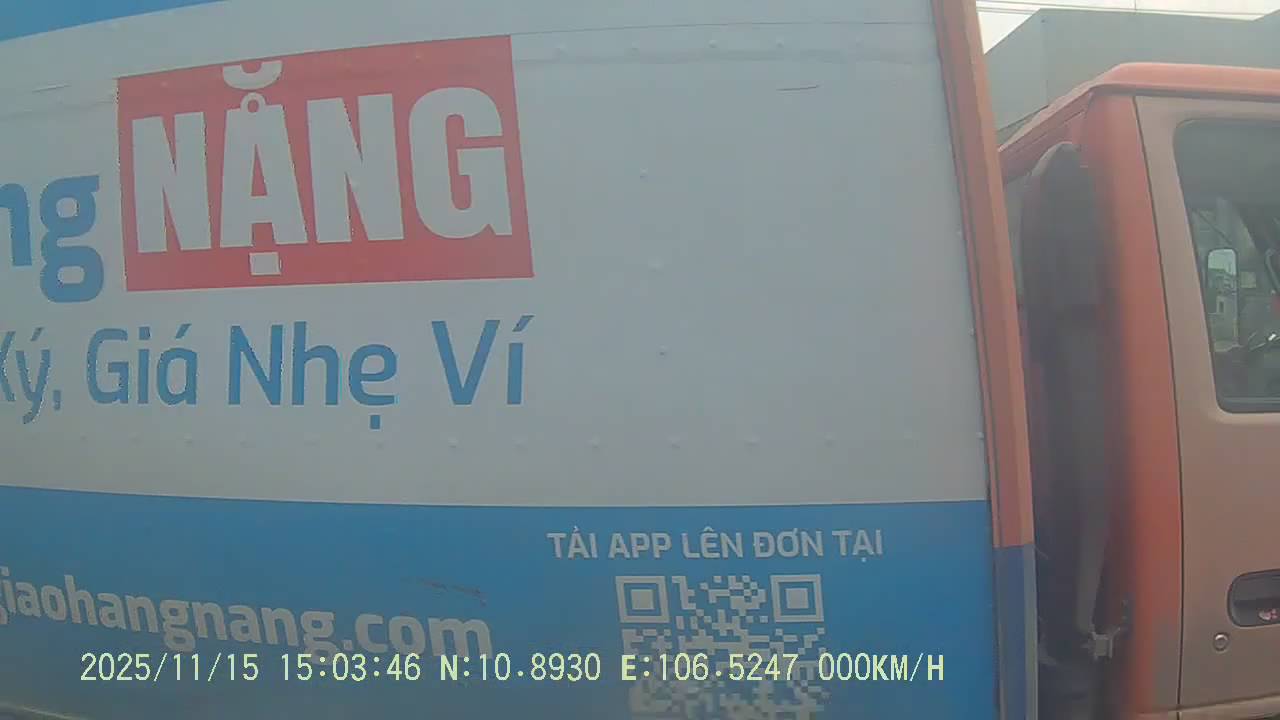 ng NẶNG
Ký, Giá Nhẹ Ví
TẢI APP LÊN ĐƠN TẠI
giaohangnang.com
2025/11/15 15:03:46 N:10.8930 E:106.5247 000KM/H